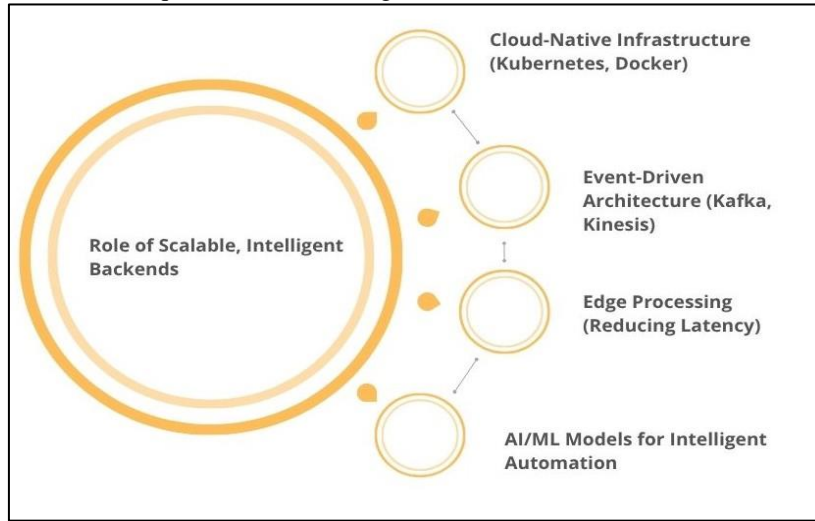 Cloud-Native Infrastructure
(Kubernetes, Docker)
Event-Driven
Architecture (Kafka,
Kinesis)
Role of Scalable, Intelligent
Backends
Edge Processing
(Reducing Latency)
AI/ML Models for Intelligent
Automation